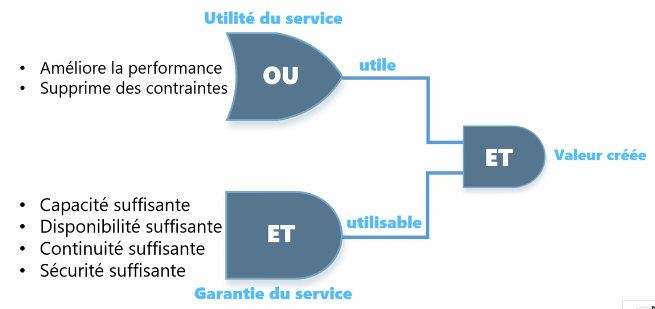 Utilité du service
• Améliore la performance
• Supprime des contraintes
OU
utile
ET
Valeur créée
• Capacité suffisante
• Disponibilité suffisante
• Continuité suffisante
• Sécurité suffisante
ET
utilisable
Garantie du service